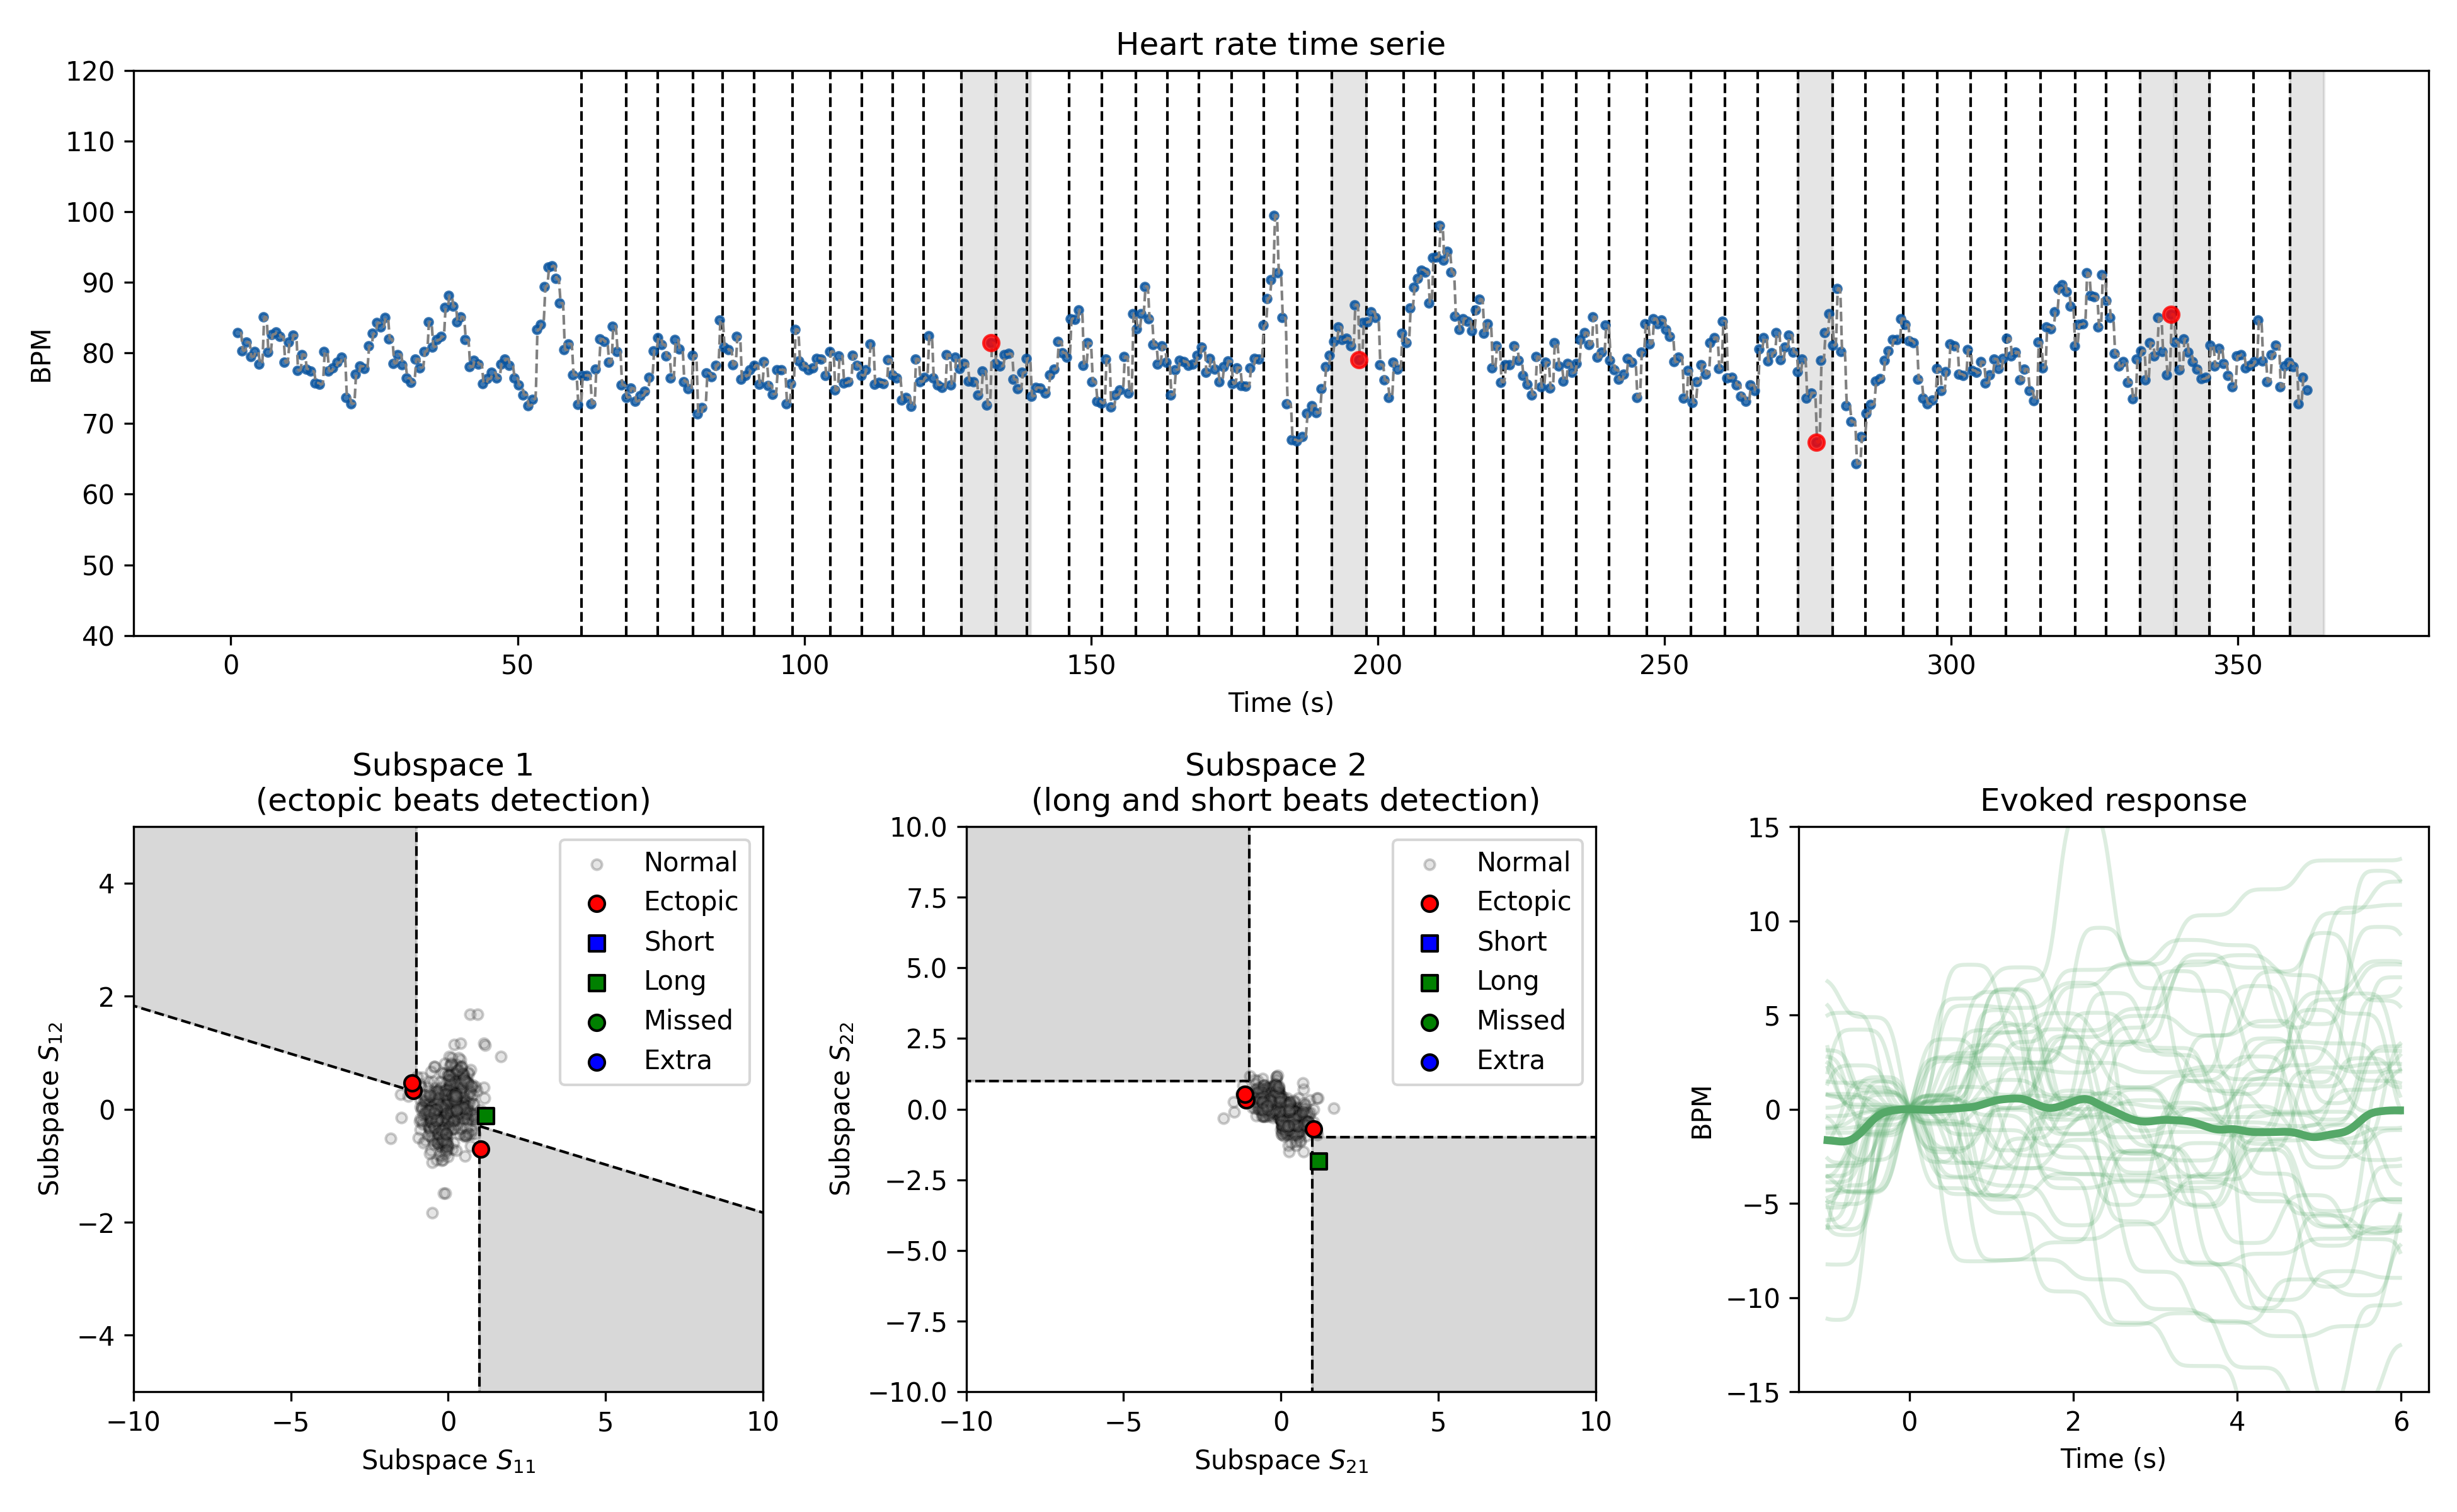 Heart rate time serie
120
110
100
90
80
70
60
50
40
BPM
0 50 100 150 200 250 300 350
Time (s)
Subspace 1
(ectopic beats detection)
4
2
0
−2
−4
Subspace S12
Normal
Ectopic
Short
Long
Missed
Extra
−10 −5 0 5 10
Subspace S11
Subspace 2
(long and short beats detection)
10.0
7.5
5.0
2.5
0.0
−2.5
−5.0
−7.5
−10.0
Subspace S22
Normal
Ectopic
Short
Long
Missed
Extra
−10 −5 0 5 10
Subspace S21
Evoked response
15
10
5
0
−5
−10
−15
BPM
0 2 4 6
Time (s)